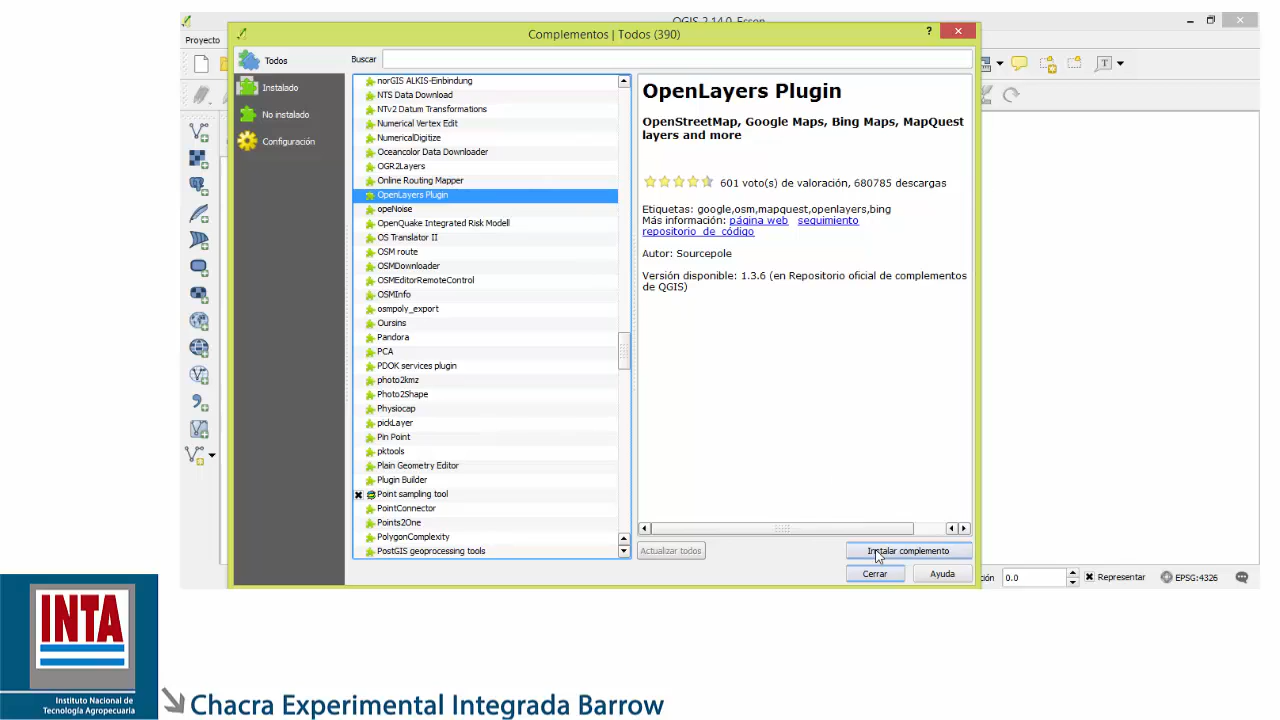 QGIS 2.14.0-Essen
Complementos | Todos (390)
?
Proyecto
Todos
Instalado
No instalado
Configuración
Buscar
norGIS ALKIS-Einbindung
NTS Data Download
NTv2 Datum Transformations
Numerical Vertex Edit
NumericalDigitize
Oceancolor Data Downloader
OGR2Layers
Online Routing Mapper
OpenLayers Plugin
opeNoise
OpenQuake Integrated Risk Modell
OS Translator II
OSM route
OSMDownloader
OSMEditorRemoteControl
OSMInfo
osmpoly_export
Oursins
Pandora
PCA
PDOK services plugin
photo2kmz
Photo2Shape
Physiocap
pickLayer
Pin Point
pktools
Plain Geometry Editor
Plugin Builder
Point sampling tool
PointConnector
Points2One
PolygonComplexity
PostGIS geoprocessing tools
OpenLayers Plugin
OpenStreetMap, Google Maps, Bing Maps, MapQuest
layers and more
601 voto(s) de valoración, 680785 descargas
Etiquetas: google,osm,mapquest,openlayers,bing
Más información: página web seguimiento
repositorio_de_código
Autor: Sourcepole
Versión disponible: 1.3.6 (en Repositorio oficial de complementos
de QGIS)
Actualizar todos
Instalar complemento
Cerrar
Ayuda
ción 0.0
Representar
EPSG:4326
INTA
Instituto Nacional de
Tecnología Agropecuaria
Chacra Experimental Integrada Barrow